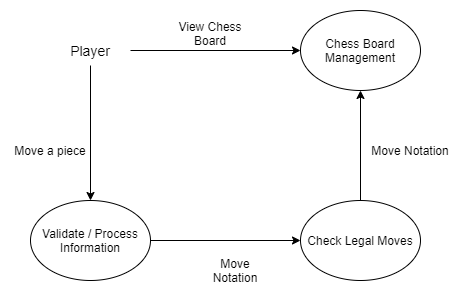 View Chess
Board
Player
Chess Board
Management
Move a piece
Move Notation
Validate / Process
Information
Check Legal Moves
Move
Notation